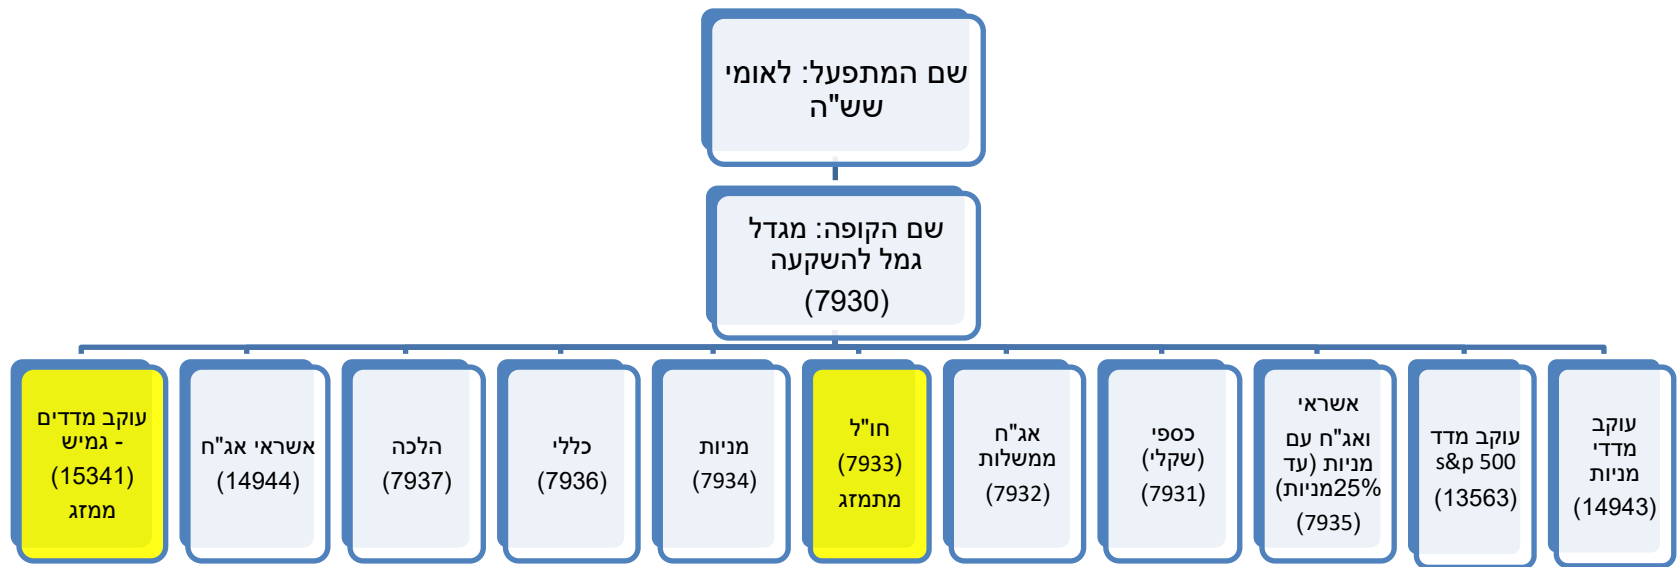 שם המתפעל: לאומי
שש"ה
שם הקופה: מגדל
גמל להשקעה
(7930)
עוקב מדדי
מניות
(14943)
עוקב מדד
s&p 500
(13563)
אשראי
ואג"ח עם
מניות (עד
25%מניות)
(7935)
כספי
(שקלי)
(7931)
אג"ח
ממשלות
(7932)
חו"ל
(7933)
מתמזג
מניות
(7934)
כללי
(7936)
הלכה
(7937)
אשראי אג"ח
(14944)
עוקב מדדים
- גמיש
(15341)
ממזג